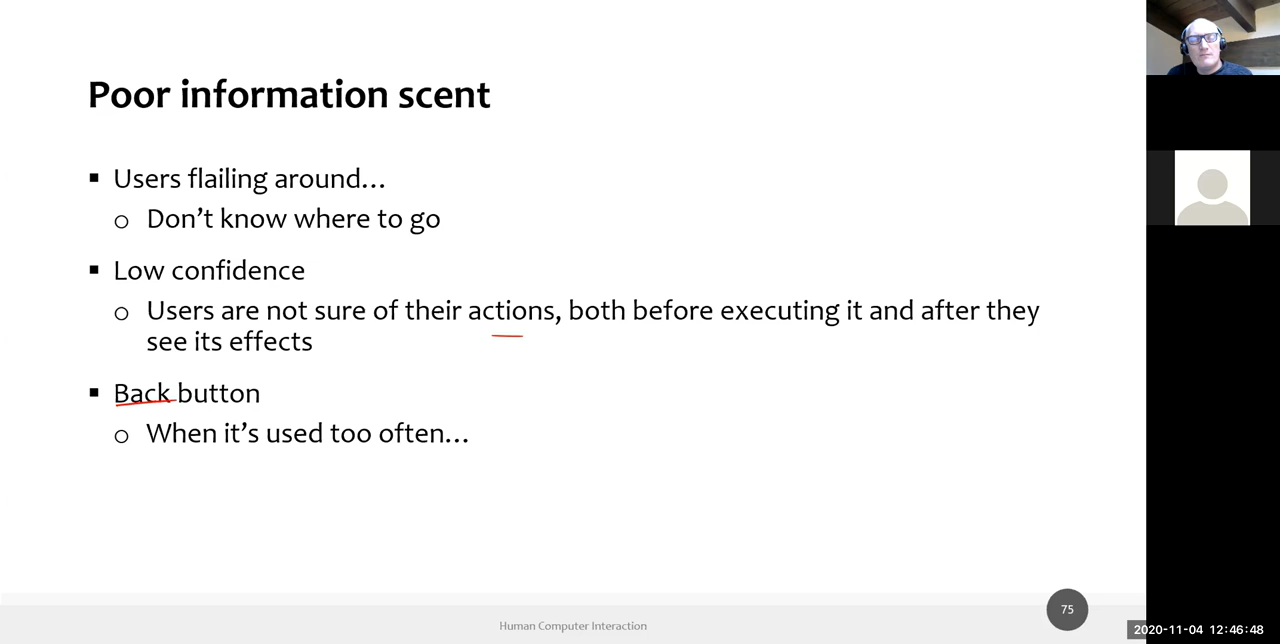 Poor information scent
▪ Users flailing around…
o Don’t know where to go
▪ Low confidence
o Users are not sure of their actions, both before executing it and after they
see its effects
▪ Back button
o When it’s used too often…
Human Computer Interaction
75
2020-11-04 12:46:48